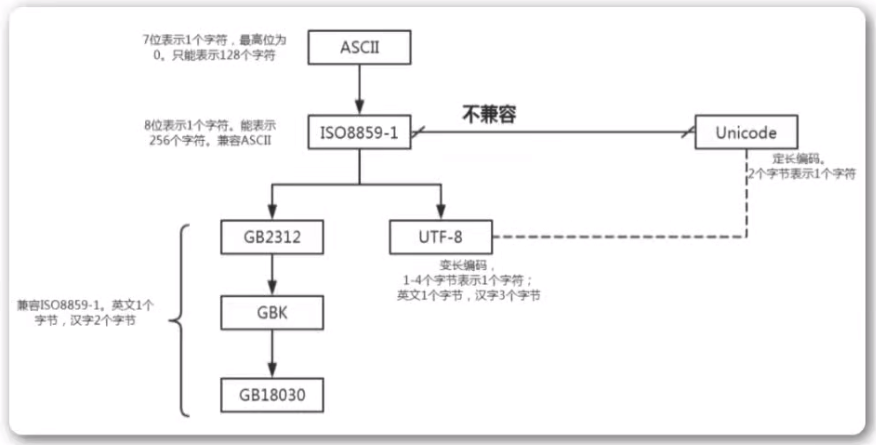 7位表示1个字符，最高位为
0。只能表示128个字符
ASCII
不兼容
8位表示1个字符。能表示
256个字符。兼容ASCII
ISO8859-1
Unicode
定长编码。
2个字节表示1个字符
GB2312
UTF-8
变长编码，
1-4个字节表示1个字符；
英文1个字节，汉字3个字节
兼容ISO8859-1。英文1个
字节，汉字2个字节
GBK
GB18030